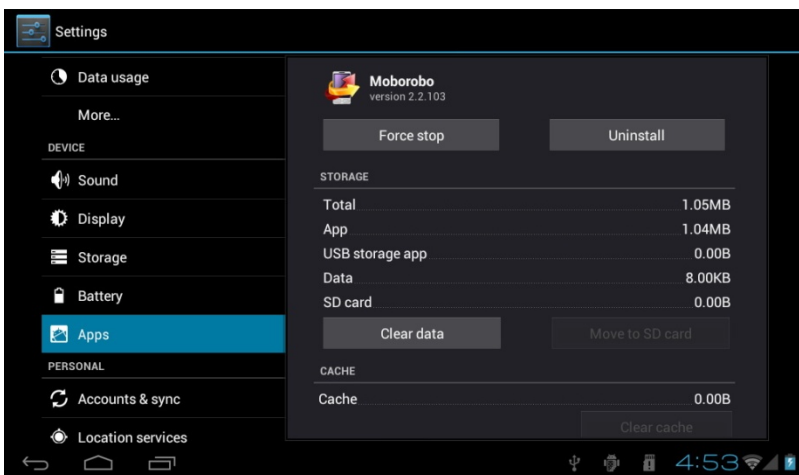 Settings
Data usage
More...
DEVICE
Sound
Display
Storage
Battery
Apps
PERSONAL
Accounts & sync
Location services
Moborobo
version 2.2.103
Force stop Uninstall
STORAGE
Total 1.05MB
App 1.04MB
USB storage app 0.00B
Data 8.00KB
SD card 0.00B
Clear data Move to SD card
CACHE
Cache 0.00B
Clear cache
4:53